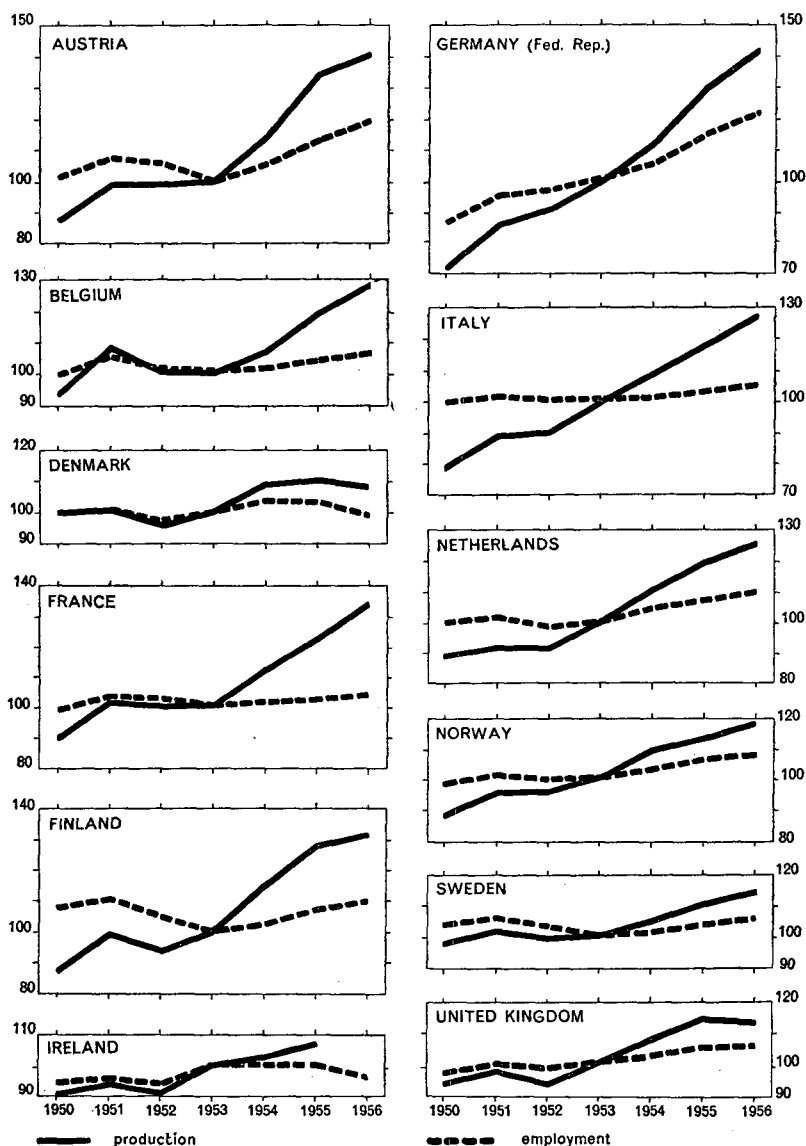 150
AUSTRIA
100
80
130
BELGIUM
100
90
120
DENMARK
100
90
140
FRANCE
100
80
140
FINLAND
100
80
110
IRELAND
90
1950 1951 1952 1953 1954 1955 1956
production
150
GERMANY (Fed. Rep.)
100
70
130
ITALY
100
70
130
NETHERLANDS
100
80
120
NORWAY
100
80
120
SWEDEN
100
90
120
UNITED KINGDOM
100
90
1950 1951 1952 1953 1954 1955 1956
employment